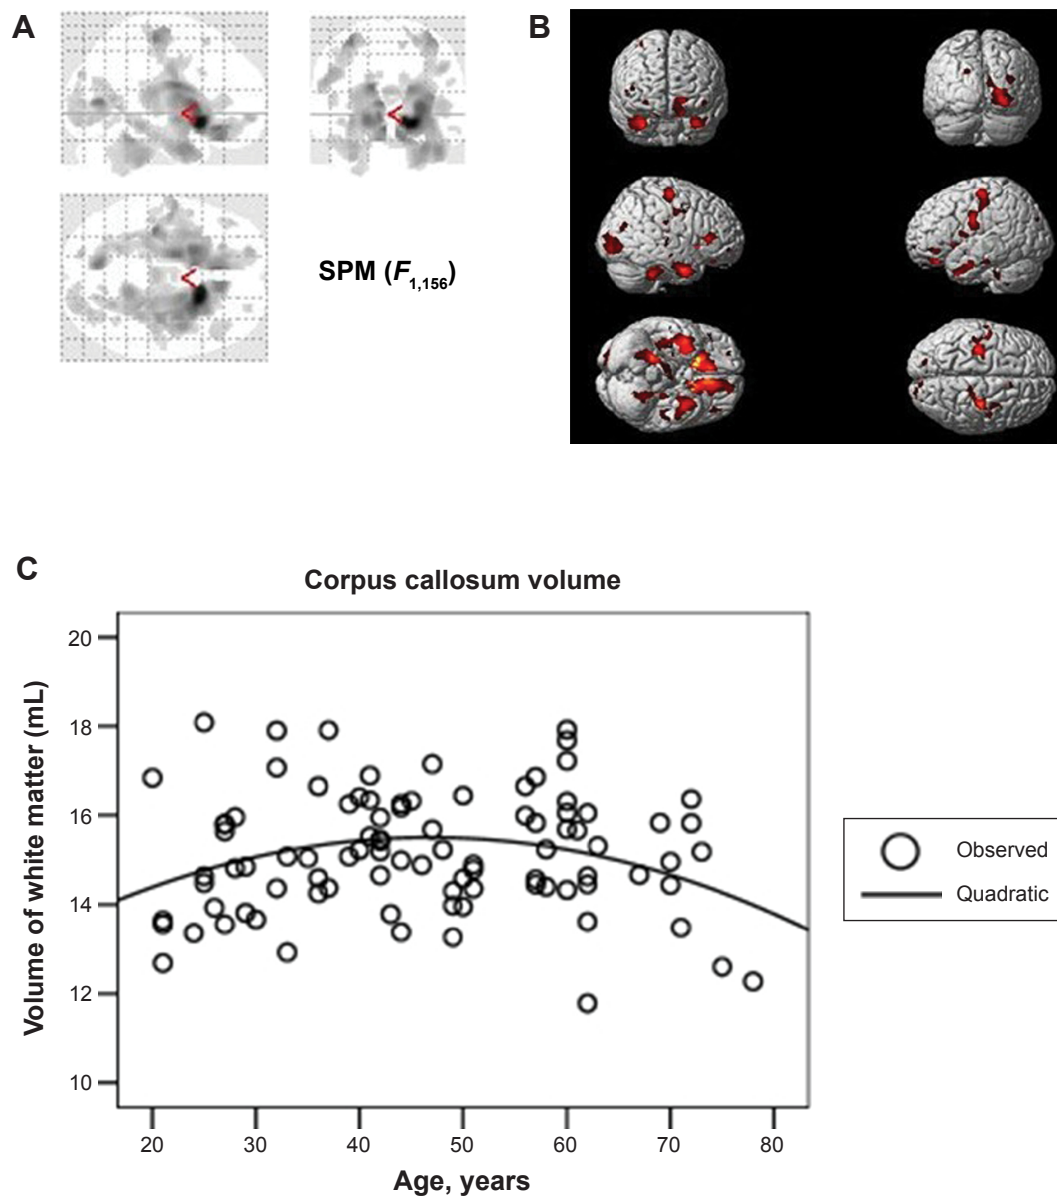 A
B
SPM (F1,156)
C
Corpus callosum volume
Volume of white matter (mL)
20
18
16
14
12
10
20 30 40 50 60 70 80
Age, years
Observed
Quadratic